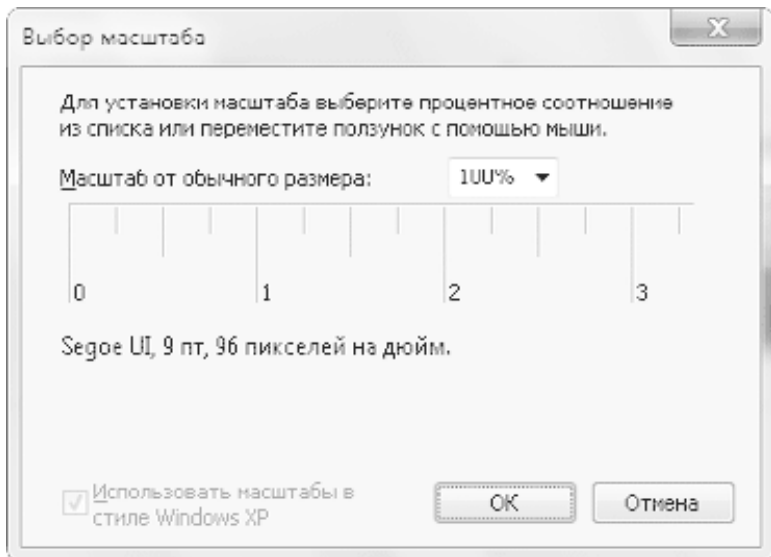 Выбор масштаба
Для установки масштаба выберите процентное соотношение
из списка или переместите ползунок с помощью мыши.
Масштаб от обычного размера: 100%
0 1 2 3
Segoe UI, 9 пт, 96 пикселей на дюйм.
Использовать масштабы в
стиле Windows XP
ОК Отмена